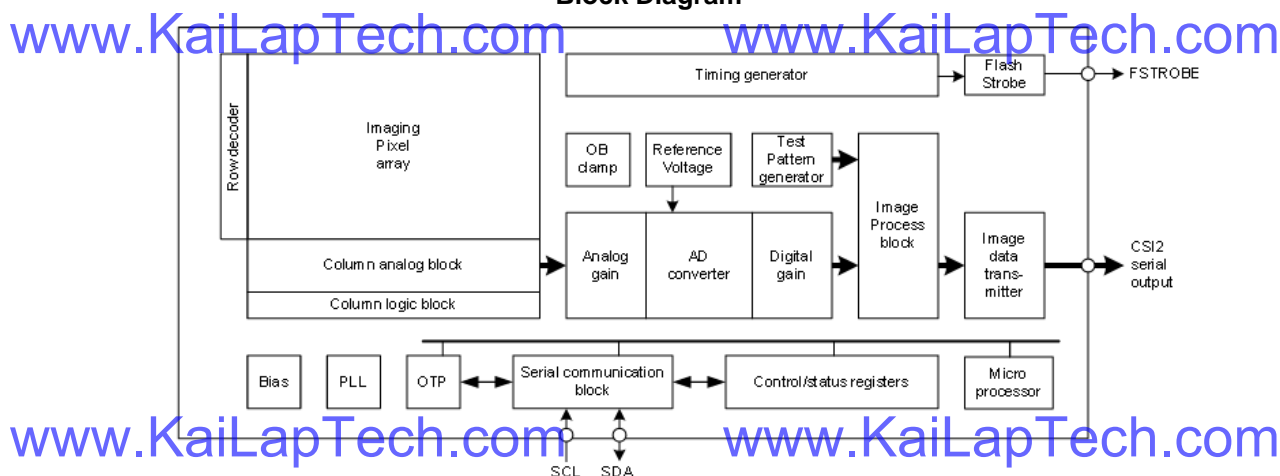 Block Diagram
www.KaiLapTech.com
www.KaiLapTech.com
Timing generator
Flash
Strobe
FSTROBE
Row decoder
Imaging
Pixel
array
OB
clamp
Reference
Voltage
Test
Pattern
generator
Image
Process
block
Column analog block
Analog
gain
AD
converter
Digital
gain
Image
data
trans-
mitter
CSI2
serial
output
Column logic block
Bias
PLL
OTP
Serial communication
block
Control/status registers
Micro
processor
www.KaiLapTech.com
www.KaiLapTech.com
SCL
SDA